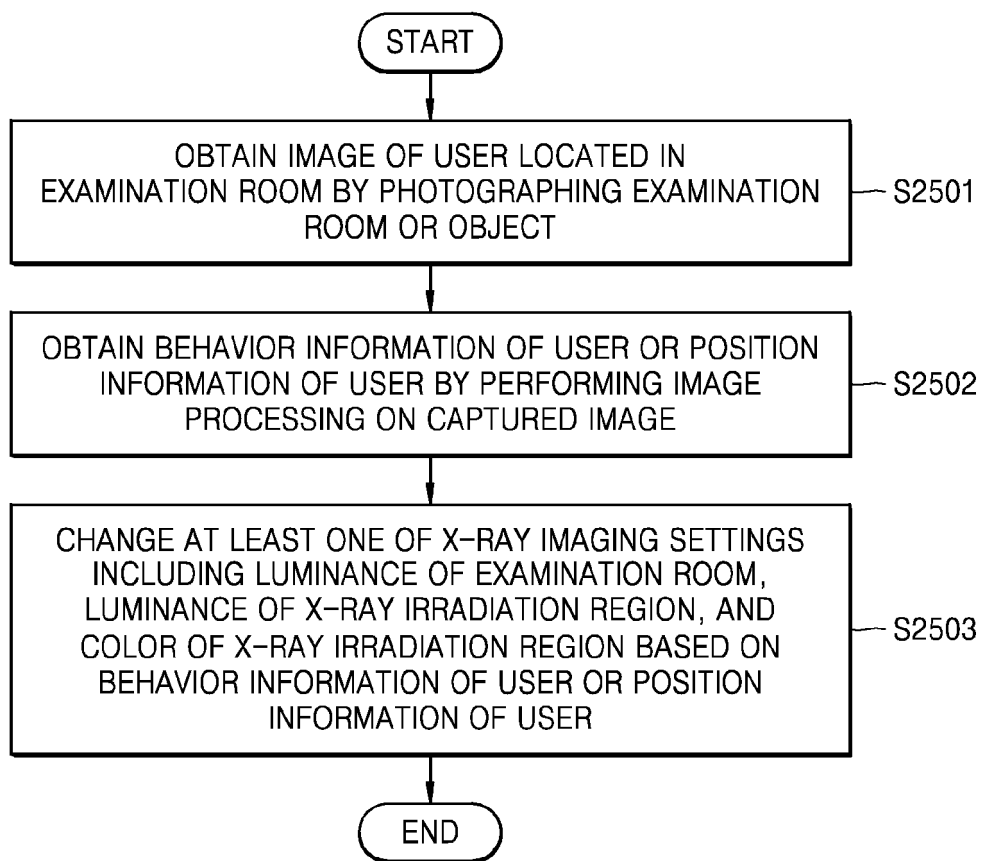 START
OBTAIN IMAGE OF USER LOCATED IN
EXAMINATION ROOM BY PHOTOGRAPHING EXAMINATION
ROOM OR OBJECT
S2501
OBTAIN BEHAVIOR INFORMATION OF USER OR POSITION
INFORMATION OF USER BY PERFORMING IMAGE
PROCESSING ON CAPTURED IMAGE
S2502
CHANGE AT LEAST ONE OF X-RAY IMAGING SETTINGS
INCLUDING LUMINANCE OF EXAMINATION ROOM,
LUMINANCE OF X-RAY IRRADIATION REGION, AND
COLOR OF X-RAY IRRADIATION REGION BASED ON
BEHAVIOR INFORMATION OF USER OR POSITION
INFORMATION OF USER
S2503
END